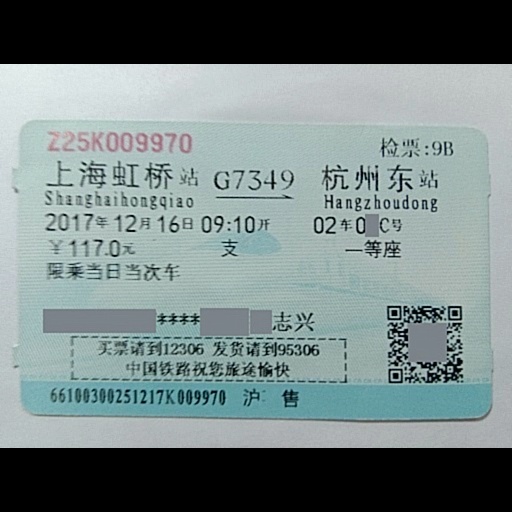 Z25K009970 检票:9B
上海虹桥站 G7349 杭州东站
Shanghaihongqiao Hangzhoudong
2017年12月16日09:10开 02车0 C号
￥117.0元 支 一等座
限乘当日当次车
****志兴
买票请到12306 发货请到95306
中国铁路祝您旅途愉快
66100300251217K009970 沪 售